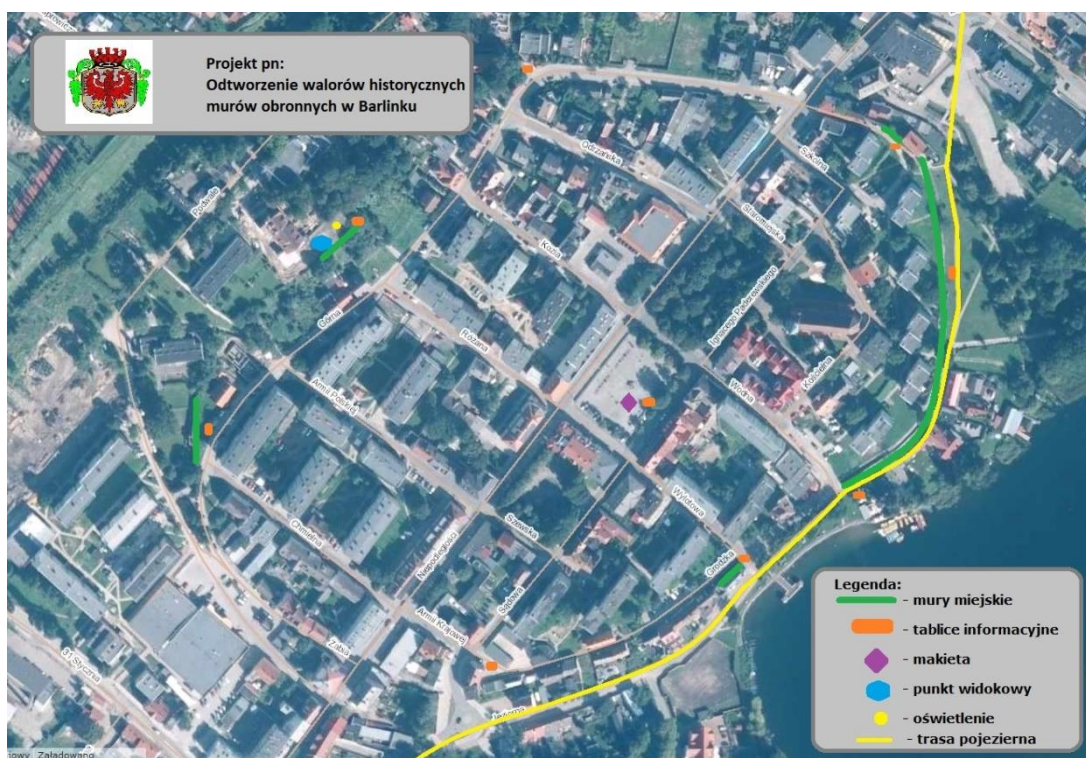 Projekt pn:
Odtworzenie walorów historycznych
murów obronnych w Barlinku
Podwale
Odrzańska
Szkolna
Staromiejska
Kozia
Ignacego Paderewskiego
Górna
Różana
Kościelna
Armii Polskiej
Wodna
Wylotowa
Chmielna
Szewska
Niepodległości
Grodzka
Sądowa
Armii Krajowej
Żabia
31 Stycznia
Jeziorna
Legenda:
- mury miejskie
- tablice informacyjne
- makieta
- punkt widokowy
- oświetlenie
- trasa pojezierna
Załadowano